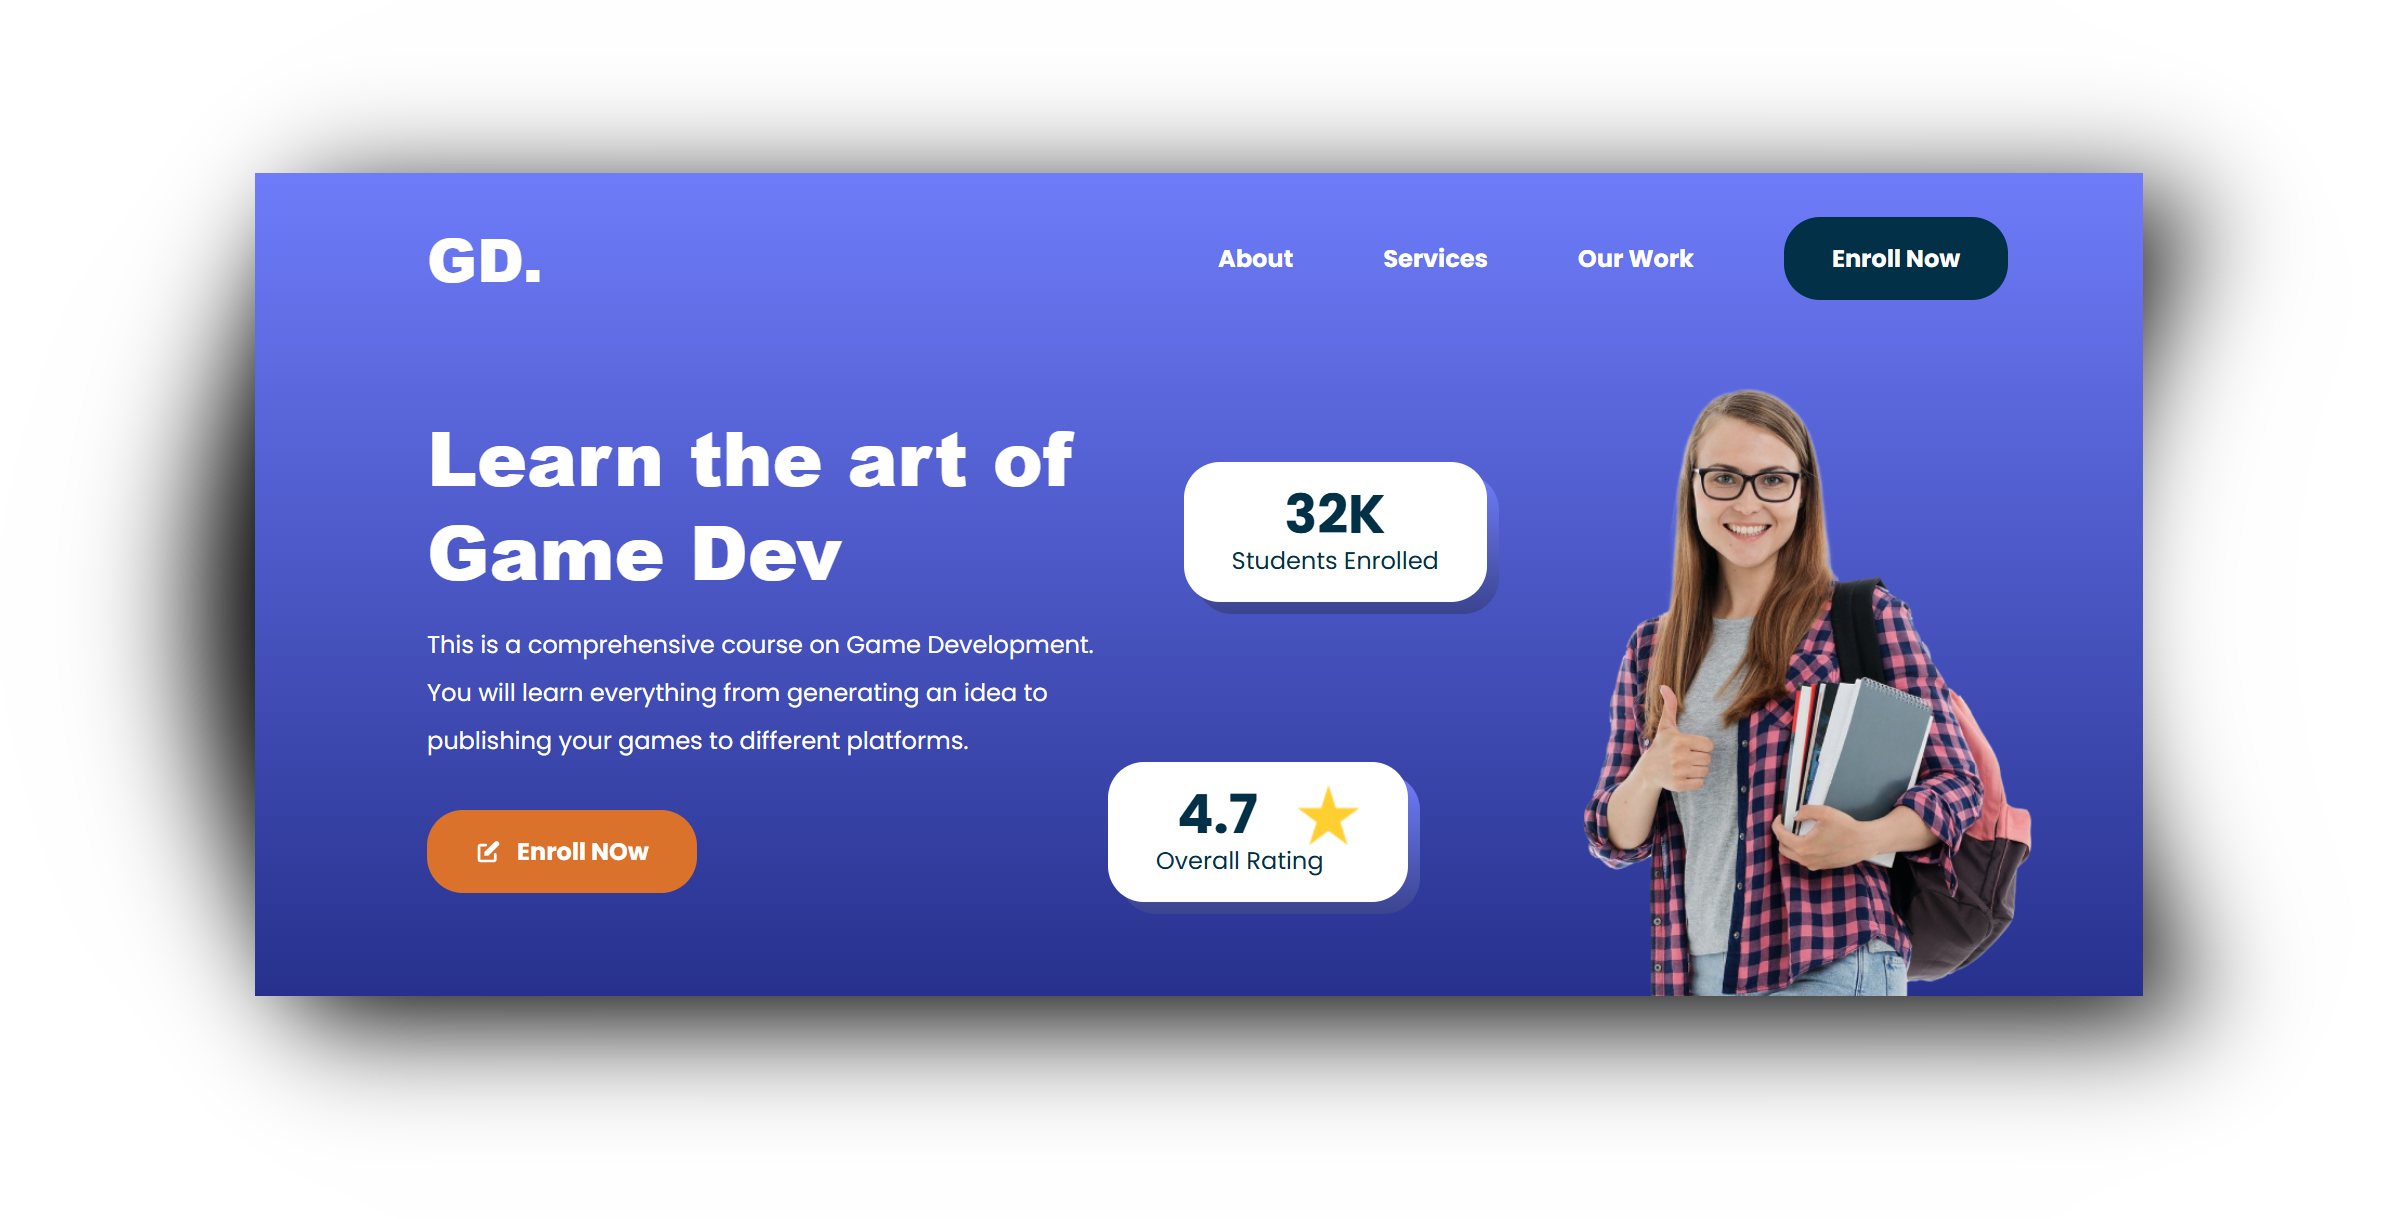 GD.
About
Services
Our Work
Enroll Now
Learn the art of
Game Dev
This is a comprehensive course on Game Development.
You will learn everything from generating an idea to
publishing your games to different platforms.
Enroll NOw
32K
Students Enrolled
4.7
Overall Rating